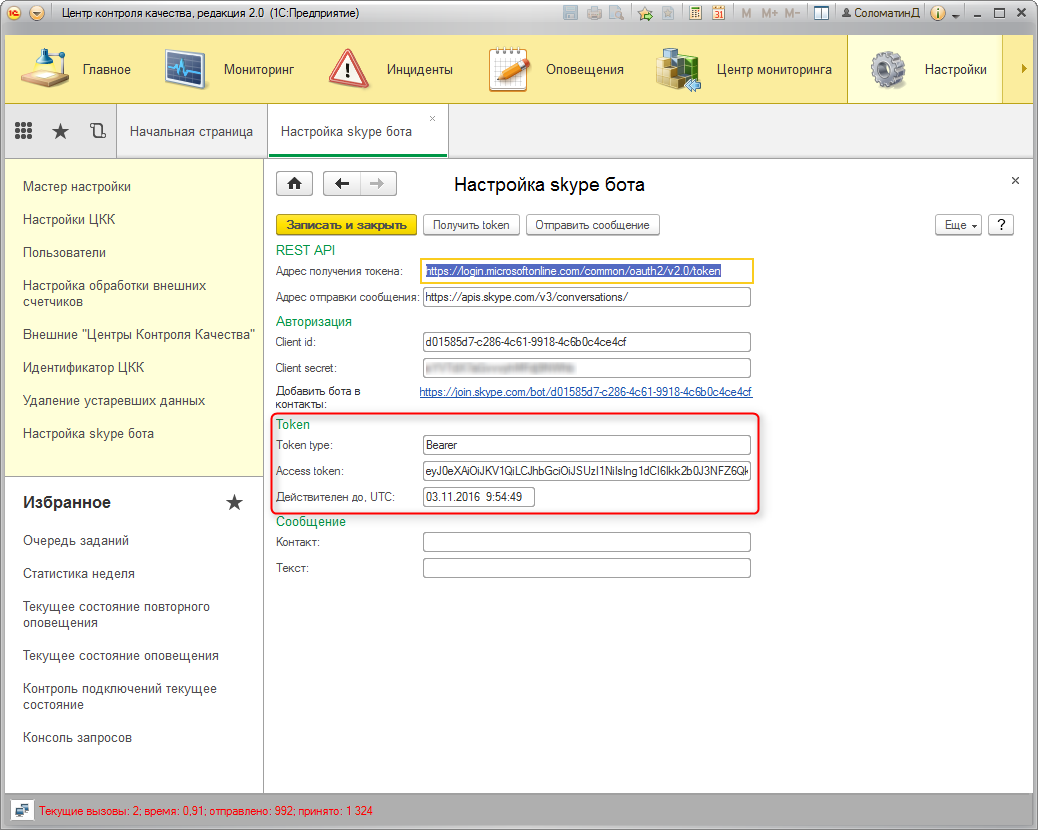 Центр контроля качества, редакция 2.0 (1С:Предприятие)
M M+ M- СоломатинД
Главное
Мониторинг
Инциденты
Оповещения
Центр мониторинга
Настройки
Начальная страница
Настройка skype бота
Мастер настройки
Настройки ЦКК
Пользователи
Настройка обработки внешних
счетчиков
Внешние "Центры Контроля Качества"
Идентификатор ЦКК
Удаление устаревших данных
Настройка skype бота
Избранное
Очередь заданий
Статистика неделя
Текущее состояние повторного
оповещения
Текущее состояние оповещения
Контроль подключений текущее
состояние
Консоль запросов
Настройка skype бота
Записать и закрыть
Получить token
Отправить сообщение
Еще
?
REST API
Адрес получения токена: https://login.microsoftonline.com/common/oauth2/v2.0/token
Адрес отправки сообщения: https://apis.skype.com/v3/conversations/
Авторизация
Client id: d01585d7-c286-4c61-9918-4c6b0c4ce4cf
Client secret:
Добавить бота в
контакты:
https://join.skype.com/bot/d01585d7-c286-4c61-9918-4c6b0c4ce4cf
Token
Token type: Bearer
Access token: eyJ0eXAiOiJKV1QiLCJhbGciOiJSUzI1NiIsIng1dCI6Ikk2b0J3NFZ6Qk
Действителен до, UTC: 03.11.2016 9:54:49
Сообщение
Контакт:
Текст:
Текущие вызовы: 2; время: 0,91; отправлено: 992; принято: 1 324